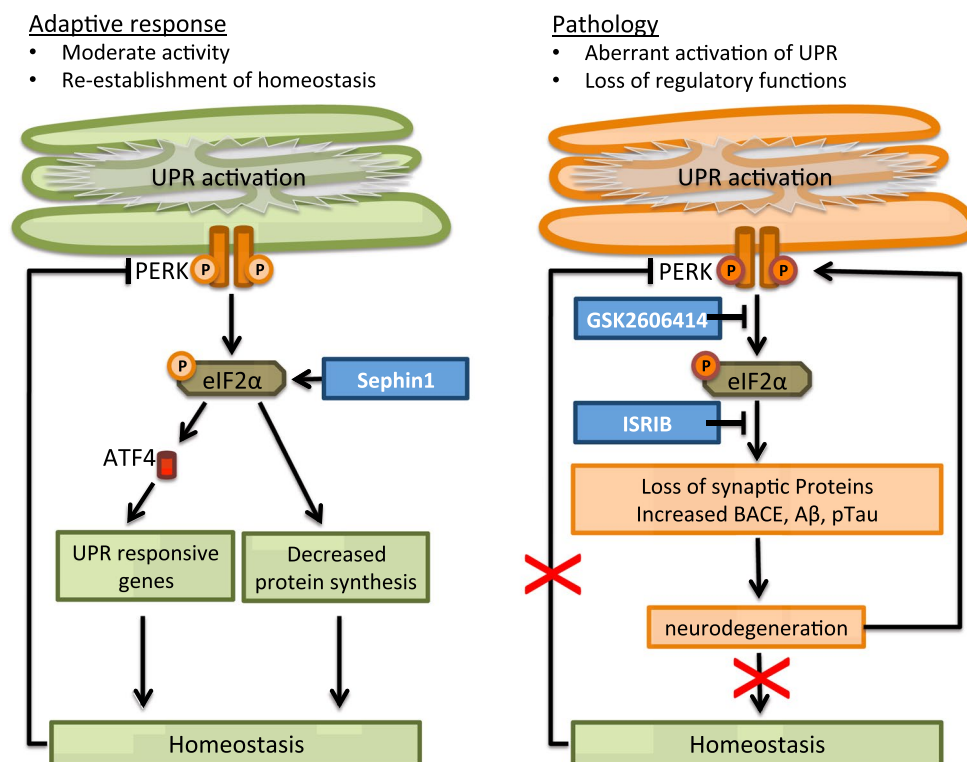 Adaptive response
• Moderate activity
• Re-establishment of homeostasis
UPR activation
PERK
P
P
P
eIF2α
Sephin1
ATF4
UPR responsive
genes
Decreased
protein synthesis
Homeostasis
Pathology
• Aberrant activation of UPR
• Loss of regulatory functions
UPR activation
PERK
P
P
GSK2606414
P
eIF2α
ISRIB
Loss of synaptic Proteins
Increased BACE, Aβ, pTau
neurodegeneration
Homeostasis